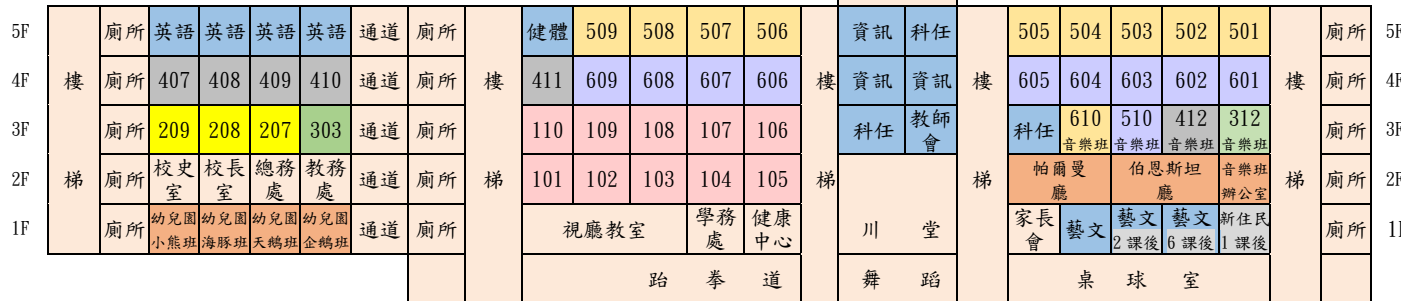 5F 廁所 英語 英語 英語 英語 通道 廁所 健體 509 508 507 506 資訊 科任 505 504 503 502 501 廁所 5F
4F 樓 廁所 407 408 409 410 通道 廁所 樓 411 609 608 607 606 樓 資訊 資訊 樓 605 604 603 602 601 樓 廁所 4F
3F 廁所 209 208 207 303 通道 廁所 110 109 108 107 106 科任 教師會 科任 610 音樂班 510 音樂班 412 音樂班 312 音樂班 廁所 3F
2F 梯 廁所 校史室 校長室 總務處 教務處 通道 廁所 梯 101 102 103 104 105 梯 梯 帕爾曼廳 伯恩斯坦廳 音樂班辦公室 梯 廁所 2F
1F 廁所 幼兒園小熊班 幼兒園海豚班 幼兒園天鵝班 幼兒園企鵝班 通道 廁所 視廳教室 學務處 健康中心 川堂 家長會 藝文 藝文2課後 藝文6課後 新住民1課後 廁所
跆拳道 舞蹈 桌球室